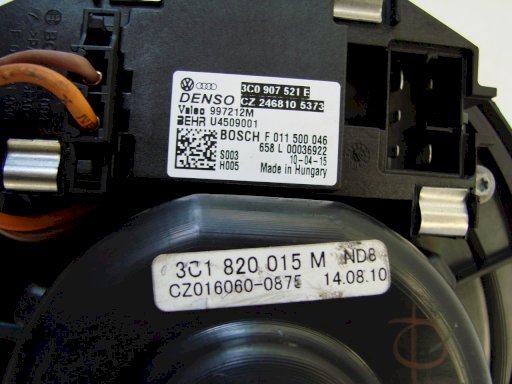 3C0 907 521 E
DENSO CZ 246810 5373
Valeo 997212M
BEHR U4509001
BOSCH F 011 500 046
658 L 00036922
S003 10-04-15
H005 Made in Hungary
3C1 820 015 M ND8
CZ016060-0875 14.08.10